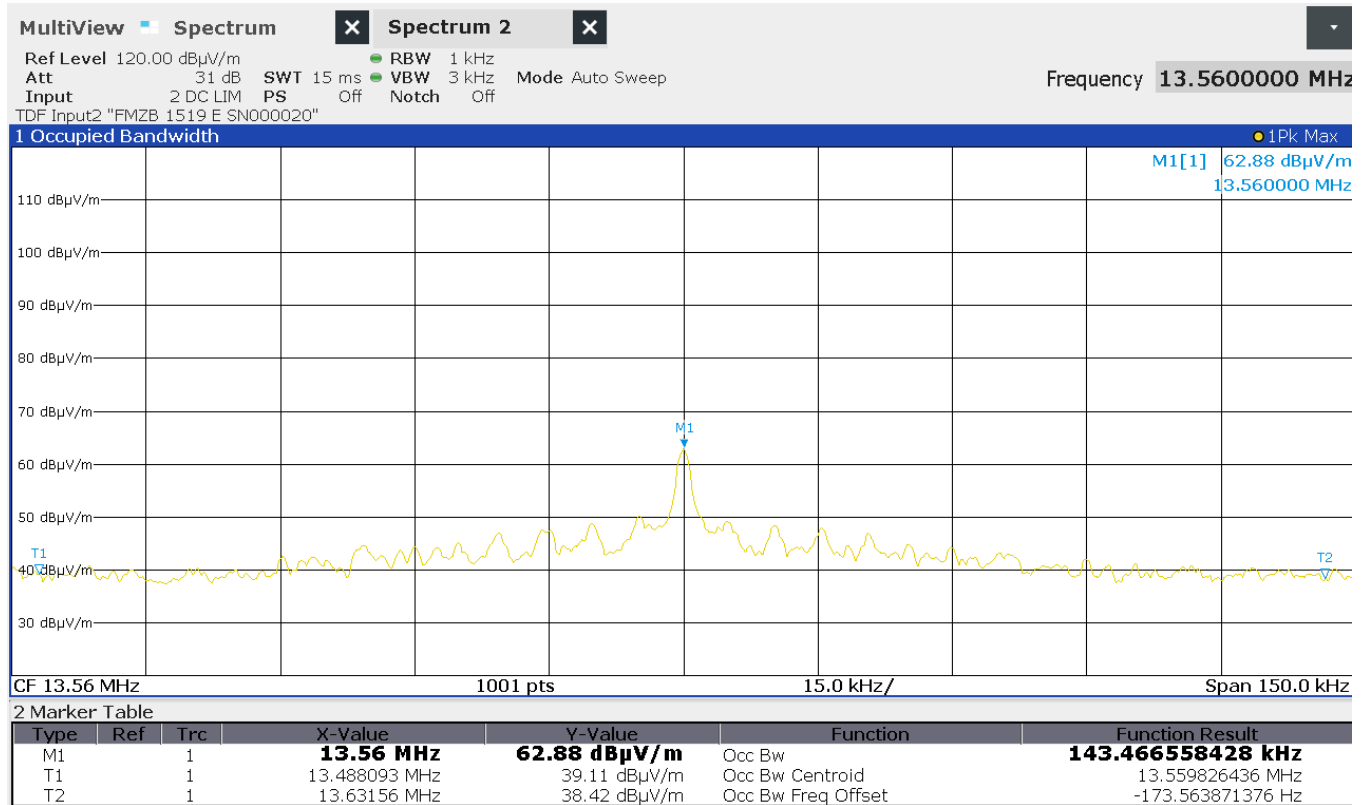 MultiView Spectrum X Spectrum 2 X
Ref Level 120.00 dBµV/m RBW 1 kHz
Att 31 dB SWT 15 ms VBW 3 kHz Mode Auto Sweep Frequency 13.5600000 MHz
Input 2 DC LIM PS Off Notch Off
TDF Input2 "FMZB 1519 E SN000020"
1 Occupied Bandwidth 1Pk Max
M1[1] 62.88 dBµV/m
13.560000 MHz
110 dBµV/m
100 dBµV/m
90 dBµV/m
80 dBµV/m
70 dBµV/m
M1
60 dBµV/m
50 dBµV/m
T1 T2
40 dBµV/m
30 dBµV/m
CF 13.56 MHz 1001 pts 15.0 kHz/ Span 150.0 kHz
2 Marker Table
Type Ref Trc X-Value Y-Value Function Function Result
M1 1 13.56 MHz 62.88 dBµV/m Occ Bw 143.466558428 kHz
T1 1 13.488093 MHz 39.11 dBµV/m Occ Bw Centroid 13.559826436 MHz
T2 1 13.63156 MHz 38.42 dBµV/m Occ Bw Freq Offset -173.563871376 Hz